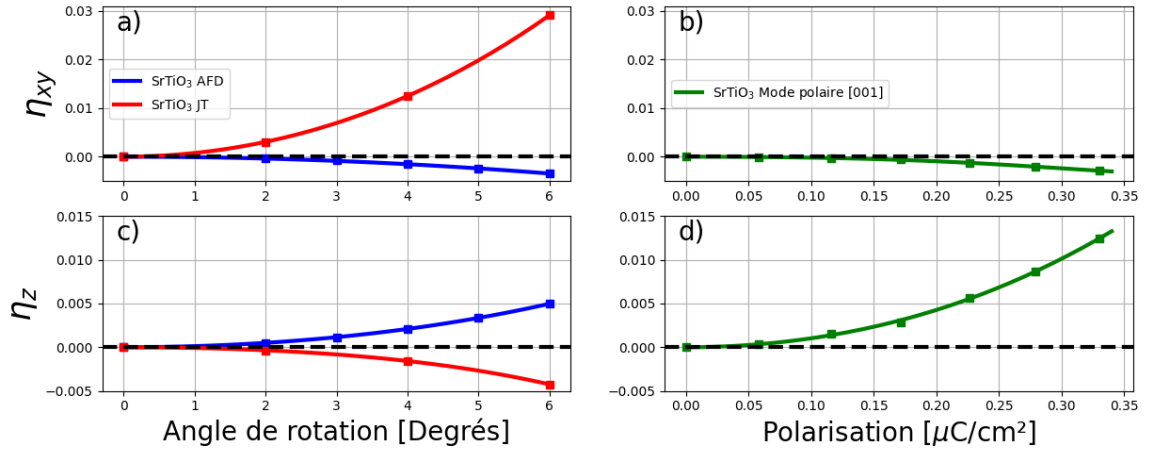 a)
b)
0.03
0.02
0.01
0.00
η_xy
SrTiO₃ AFD
SrTiO₃ JT
SrTiO₃ Mode polaire [001]
0 1 2 3 4 5 6
0.00 0.05 0.10 0.15 0.20 0.25 0.30 0.35
c)
d)
0.015
0.010
0.005
0.000
−0.005
η_z
0 1 2 3 4 5 6
0.00 0.05 0.10 0.15 0.20 0.25 0.30 0.35
Angle de rotation [Degrés]
Polarisation [μC/cm²]